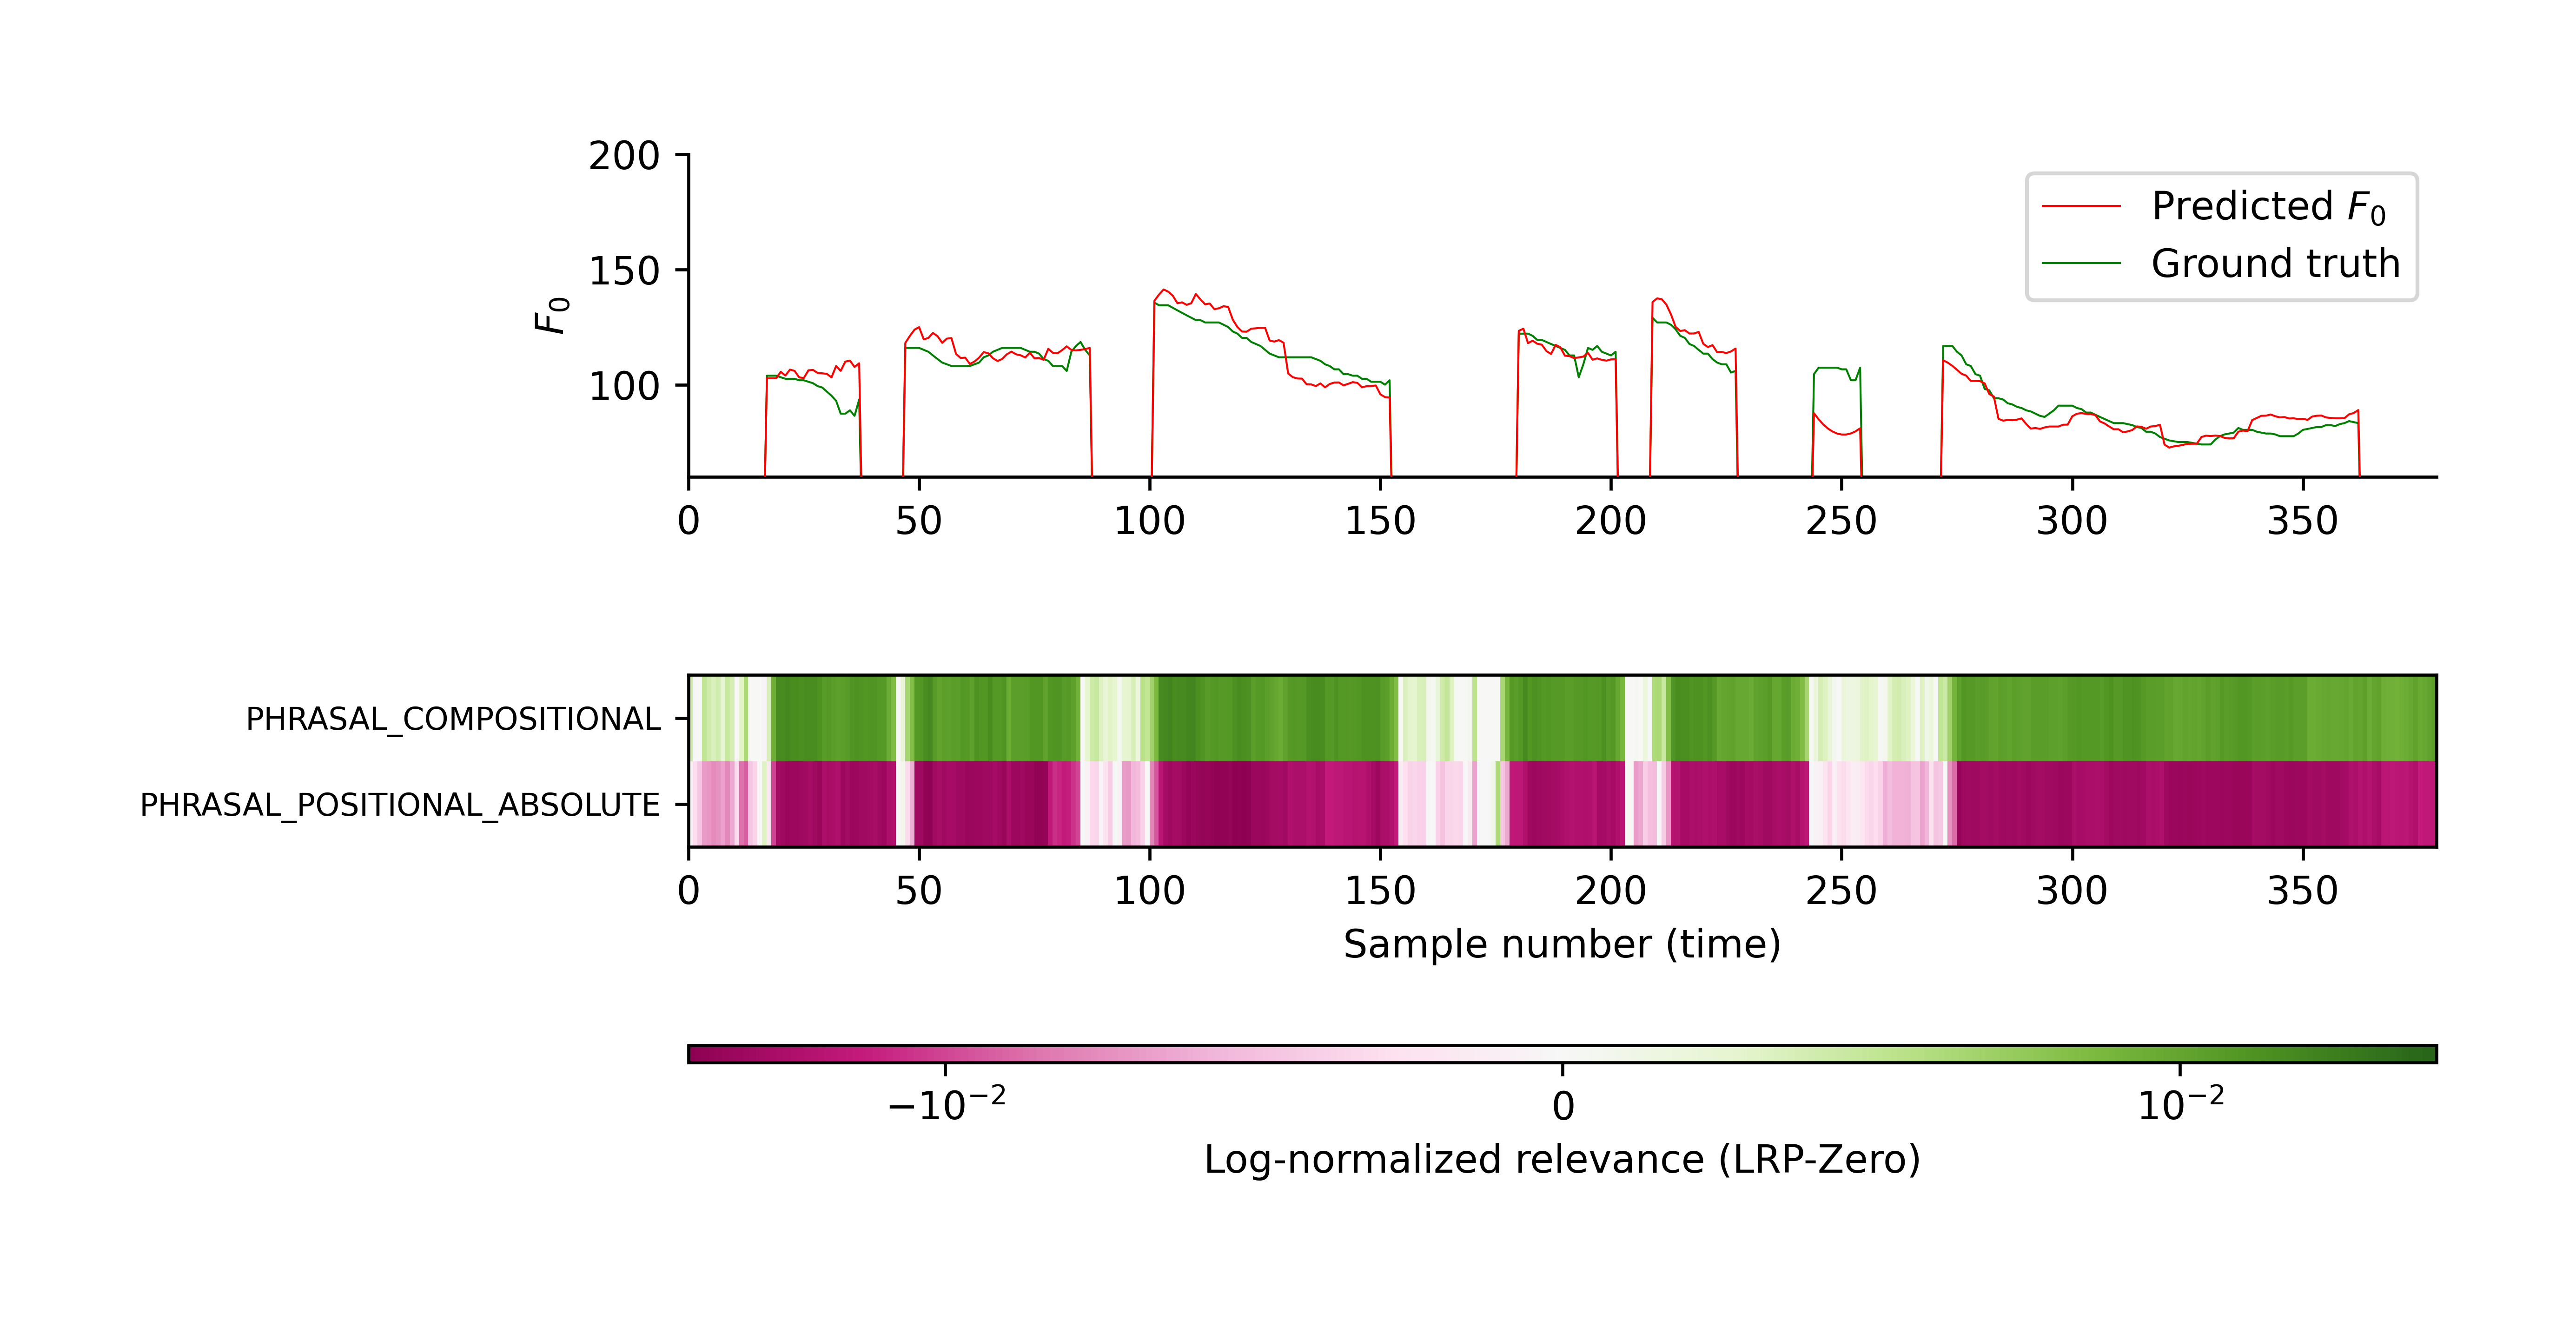 200
150
100
F₀
Predicted F₀
Ground truth
0 50 100 150 200 250 300 350
PHRASAL_COMPOSITIONAL
PHRASAL_POSITIONAL_ABSOLUTE
0 50 100 150 200 250 300 350
Sample number (time)
−10⁻² 0 10⁻²
Log-normalized relevance (LRP-Zero)